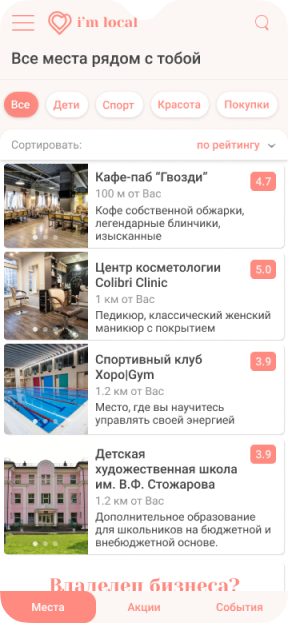 i'm local
Все места рядом с тобой
Все
Дети
Спорт
Красота
Покупки
Сортировать:
по рейтингу
Кафе-паб “Гвозди”
4.7
100 м от Вас
Кофе собственной обжарки,
легендарные блинчики,
изысканные
Центр косметологии
Colibri Clinic
5.0
1 км от Вас
Педикюр, классический женский
маникюр с покрытием
Спортивный клуб
Хоро|Gym
3.9
1.2 км от Вас
Место, где вы научитесь
управлять своей энергией
Детская
художественная школа
им. В.Ф. Стожарова
3.9
1.2 км от Вас
Дополнительное образование
для школьников на бюджетной и
внебюджетной основе.
Владелец бизнеса?
Места
Акции
События